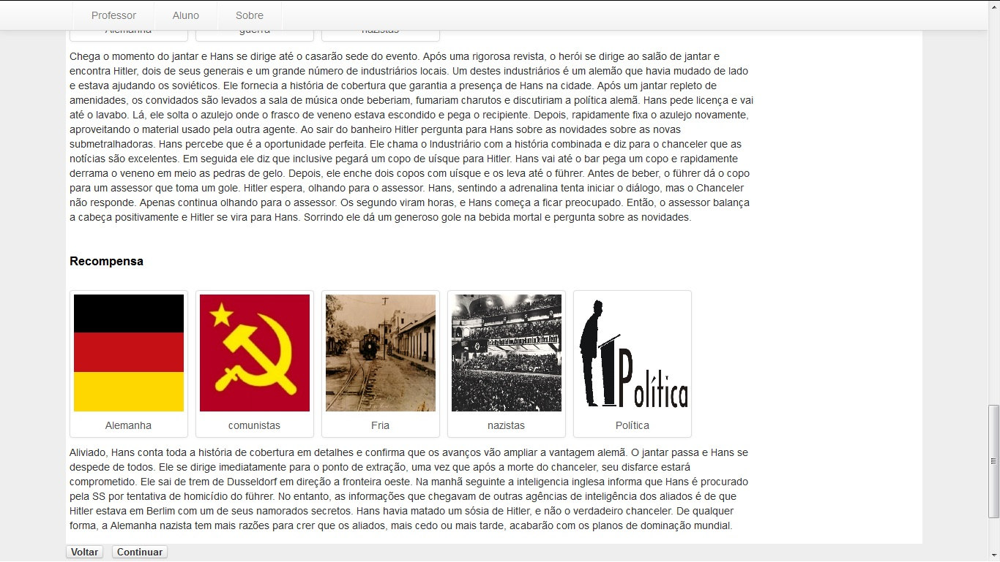 Professor Aluno Sobre
Alemanha guerra nazistas
Chega o momento do jantar e Hans se dirige até o casarão sede do evento. Após uma rigorosa revista, o herói se dirige ao salão de jantar e
encontra Hitler, dois de seus generais e um grande número de industriários locais. Um destes industriários é um alemão que havia mudado de lado
e estava ajudando os soviéticos. Ele fornecia a história de cobertura que garantia a presença de Hans na cidade. Após um jantar repleto de
amenidades, os convidados são levados a sala de música onde beberiam, fumariam charutos e discutiriam a política alemã. Hans pede licença e vai
até o lavabo. Lá, ele solta o azulejo onde o frasco de veneno estava escondido e pega o recipiente. Depois, rapidamente fixa o azulejo novamente,
aproveitando o material usado pela outra agente. Ao sair do banheiro Hitler pergunta para Hans sobre as novidades sobre as novas
submetralhadoras. Hans percebe que é a oportunidade perfeita. Ele chama o Industriário com a história combinada e diz para o chanceler que as
notícias são excelentes. Em seguida ele diz que inclusive pegará um copo de uísque para Hitler. Hans vai até o bar pega um copo e rapidamente
derrama o veneno em meio as pedras de gelo. Depois, ele enche dois copos com uísque e os leva até o führer. Antes de beber, o führer dá o copo
para um assessor que toma um gole. Hitler espera, olhando para o assessor. Hans, sentindo a adrenalina tenta iniciar o diálogo, mas o Chanceler
não responde. Apenas continua olhando para o assessor. Os segundo viram horas, e Hans começa a ficar preocupado. Então, o assessor balança
a cabeça positivamente e Hitler se vira para Hans. Sorrindo ele dá um generoso gole na bebida mortal e pergunta sobre as novidades.
Recompensa
Política
Alemanha comunistas Fria nazistas Política
Aliviado, Hans conta toda a história de cobertura em detalhes e confirma que os avanços vão ampliar a vantagem alemã. O jantar passa e Hans se
despede de todos. Ele se dirige imediatamente para o ponto de extração, uma vez que após a morte do chanceler, seu disfarce estará
comprometido. Ele sai de trem de Dusseldorf em direção a fronteira oeste. Na manhã seguinte a inteligencia inglesa informa que Hans é procurado
pela SS por tentativa de homicídio do führer. No entanto, as informações que chegavam de outras agências de inteligência dos aliados é de que
Hitler estava em Berlim com um de seus namorados secretos. Hans havia matado um sósia de Hitler, e não o verdadeiro chanceler. De qualquer
forma, a Alemanha nazista tem mais razões para crer que os aliados, mais cedo ou mais tarde, acabarão com os planos de dominação mundial.
Voltar Continuar